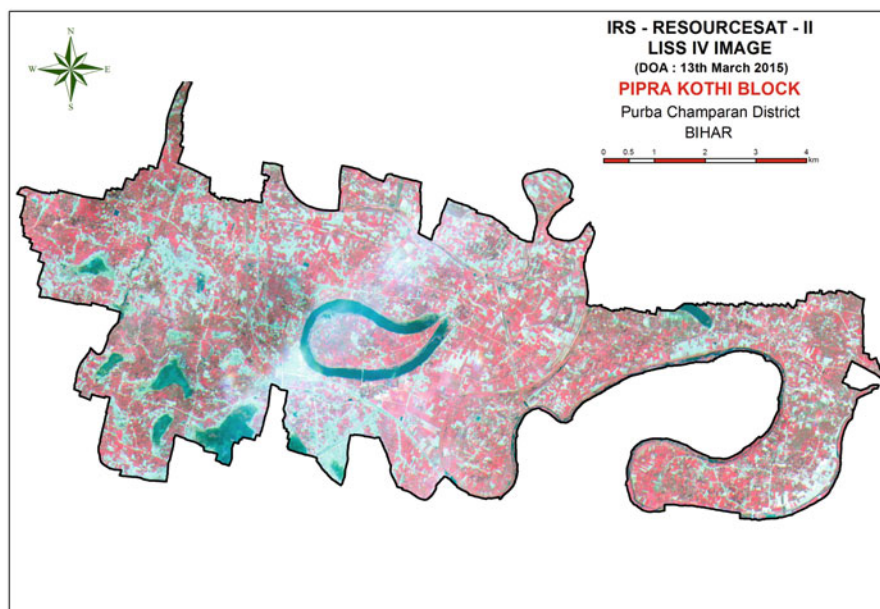 N
W E
S
IRS - RESOURCESAT - II
LISS IV IMAGE
(DOA : 13th March 2015)
PIPRA KOTHI BLOCK
Purba Champaran District
BIHAR
0 0.5 1 2 3 4
km